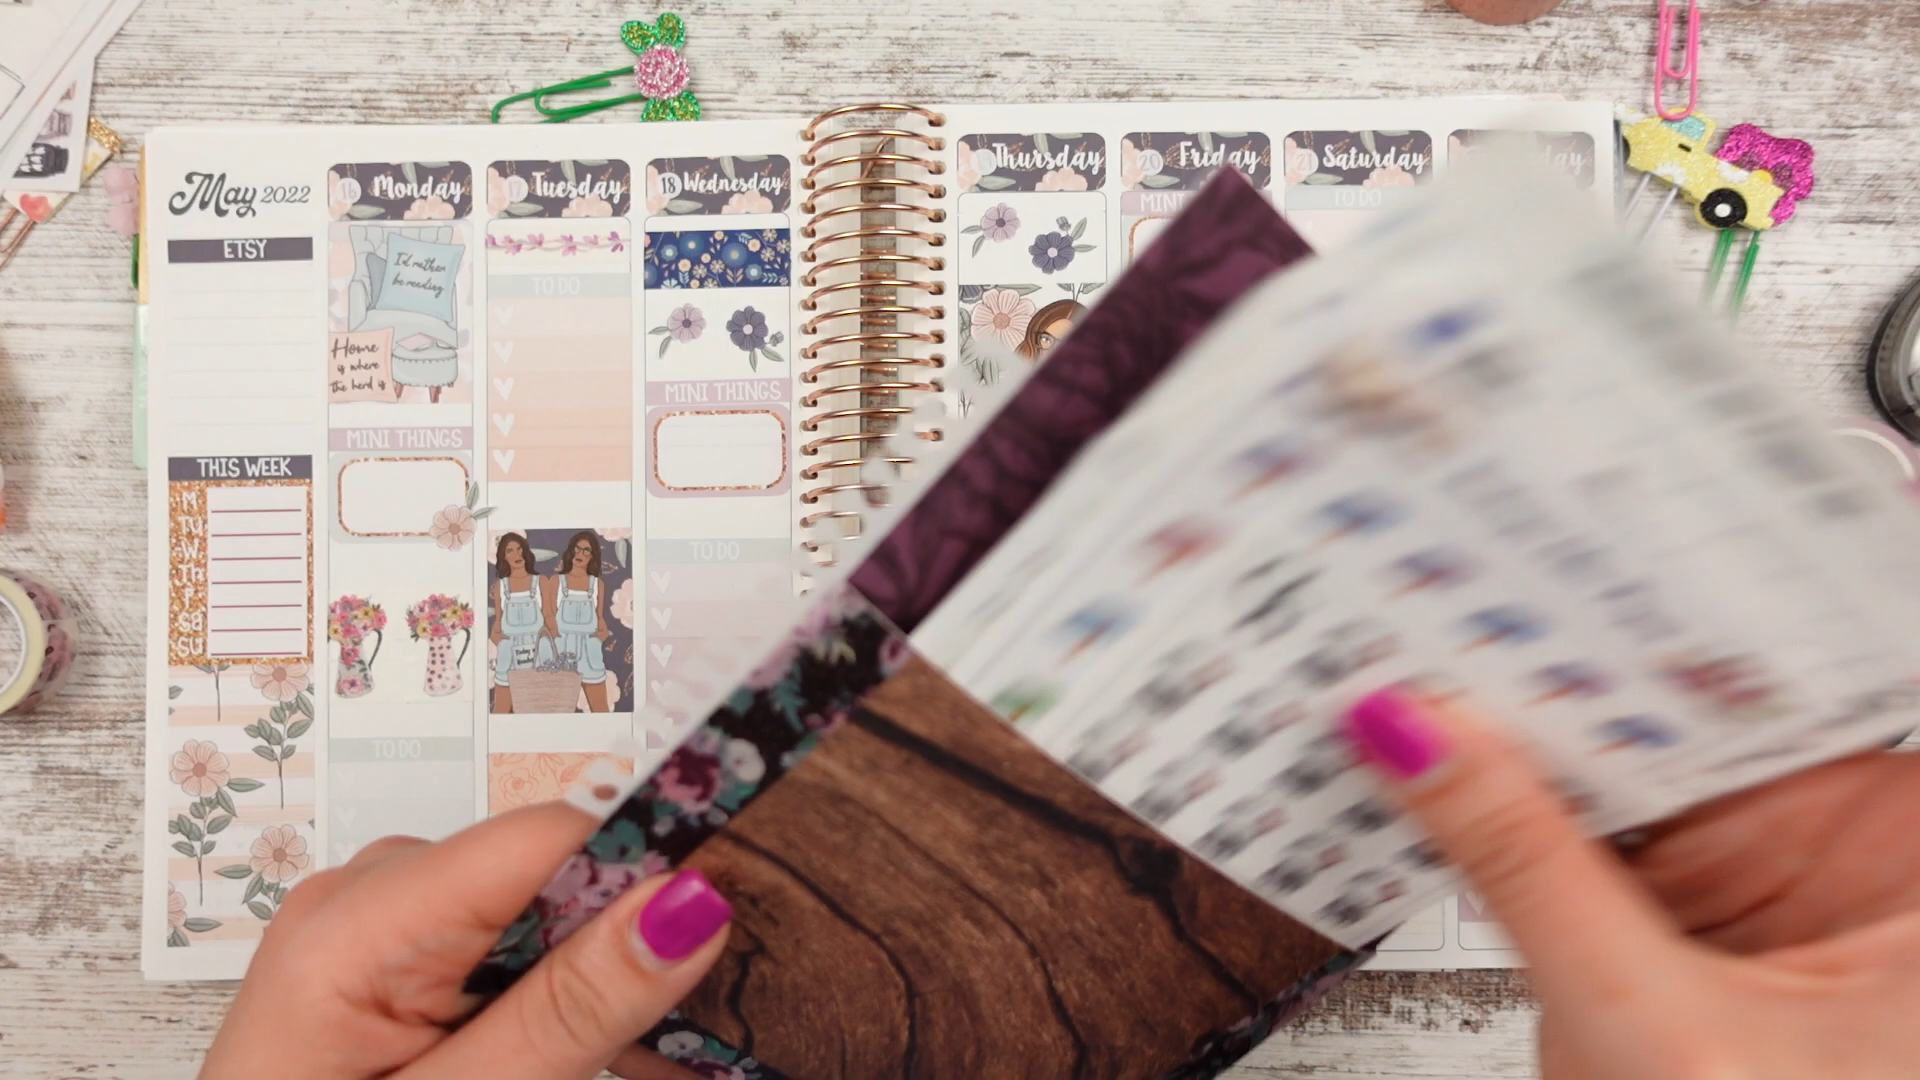 May 2022
ETSY
THIS WEEK
M
Tu
W
Th
F
Sa
Su
16 Monday
I'd rather
be reading
Home
is where
the herd is
MINI THINGS
TO DO
17 Tuesday
TO DO
18 Wednesday
MINI THINGS
TO DO
Thursday
20 Friday
MINI
21 Saturday
TO DO